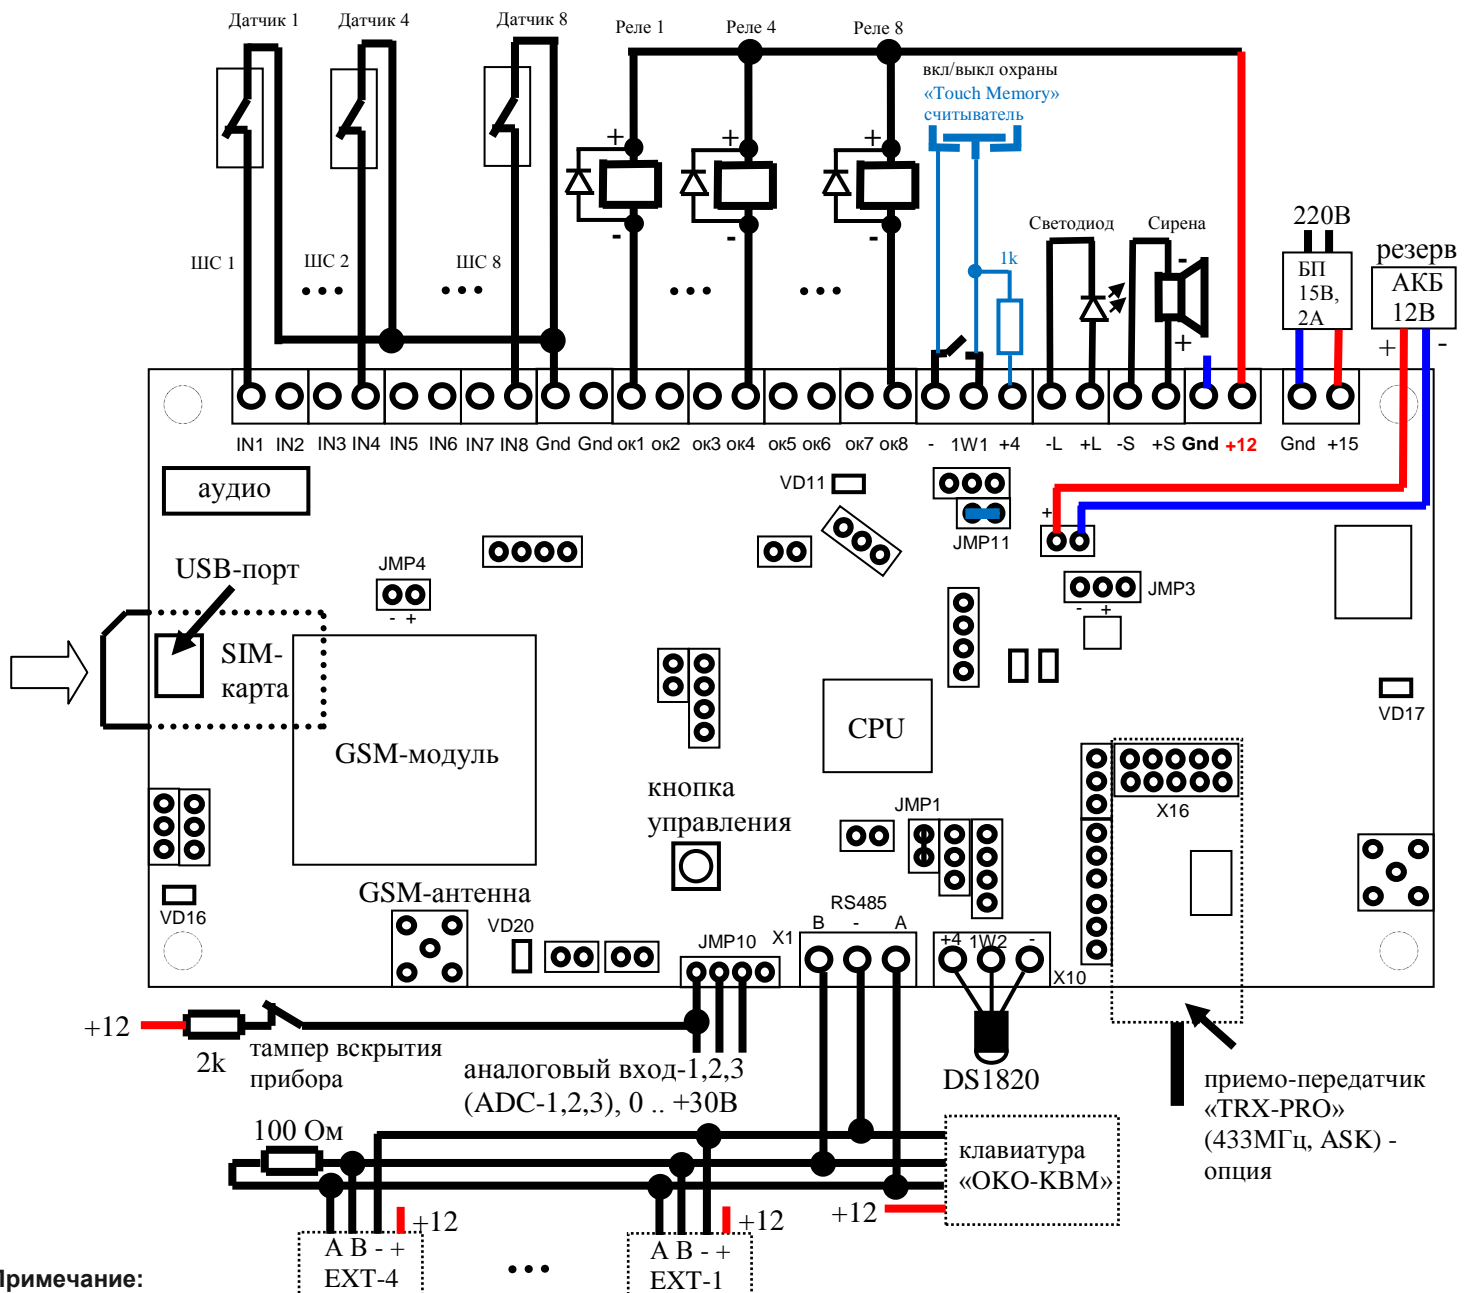 Датчик 1
Датчик 4
Датчик 8
Реле 1
Реле 4
Реле 8
вкл/выкл охраны
«Touch Memory»
считыватель
+
+
+
-
-
-
ШС 1
ШС 2
ШС 8
1k
Светодиод
Сирена
-
+
220В
БП
15В,
2А
резерв
АКБ
12В
+
-
IN1 IN2 IN3 IN4 IN5 IN6 IN7 IN8 Gnd Gnd ок1 ок2 ок3 ок4 ок5 ок6 ок7 ок8 - 1W1 +4 -L +L -S +S Gnd +12 Gnd +15
аудио
VD11
JMP11
+
USB-порт
JMP4
- +
JMP3
- +
SIM-
карта
GSM-модуль
CPU
VD17
кнопка
управления
JMP1
X16
VD16
GSM-антенна
VD20
JMP10
X1
RS485
B - A
+4 1W2 -
X10
+12
2k
тампер вскрытия
прибора
аналоговый вход-1,2,3
(ADC-1,2,3), 0 .. +30В
DS1820
приемо-передатчик
«TRX-PRO»
(433МГц, ASK) -
опция
100 Ом
клавиатура
«ОКО-KBM»
+12
+12
+12
A B - +
EXT-4
A B - +
EXT-1
Примечание: